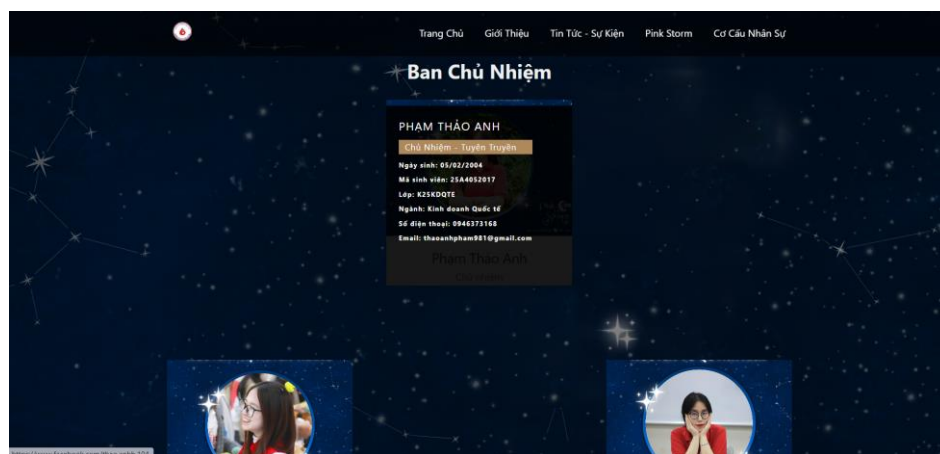 Trang Chủ Giới Thiệu Tin Tức - Sự Kiện Pink Storm Cơ Cấu Nhân Sự
Ban Chủ Nhiệm
PHẠM THẢO ANH
Chủ Nhiệm - Tuyên Truyền
Ngày sinh: 05/02/2004
Mã sinh viên: 25A4052017
Lớp: K25KDQTE
Ngành: Kinh doanh Quốc tế
Số điện thoại: 0946373168
Email: thaoanhpham981@gmail.com
Phạm Thảo Anh
Chủ nhiệm